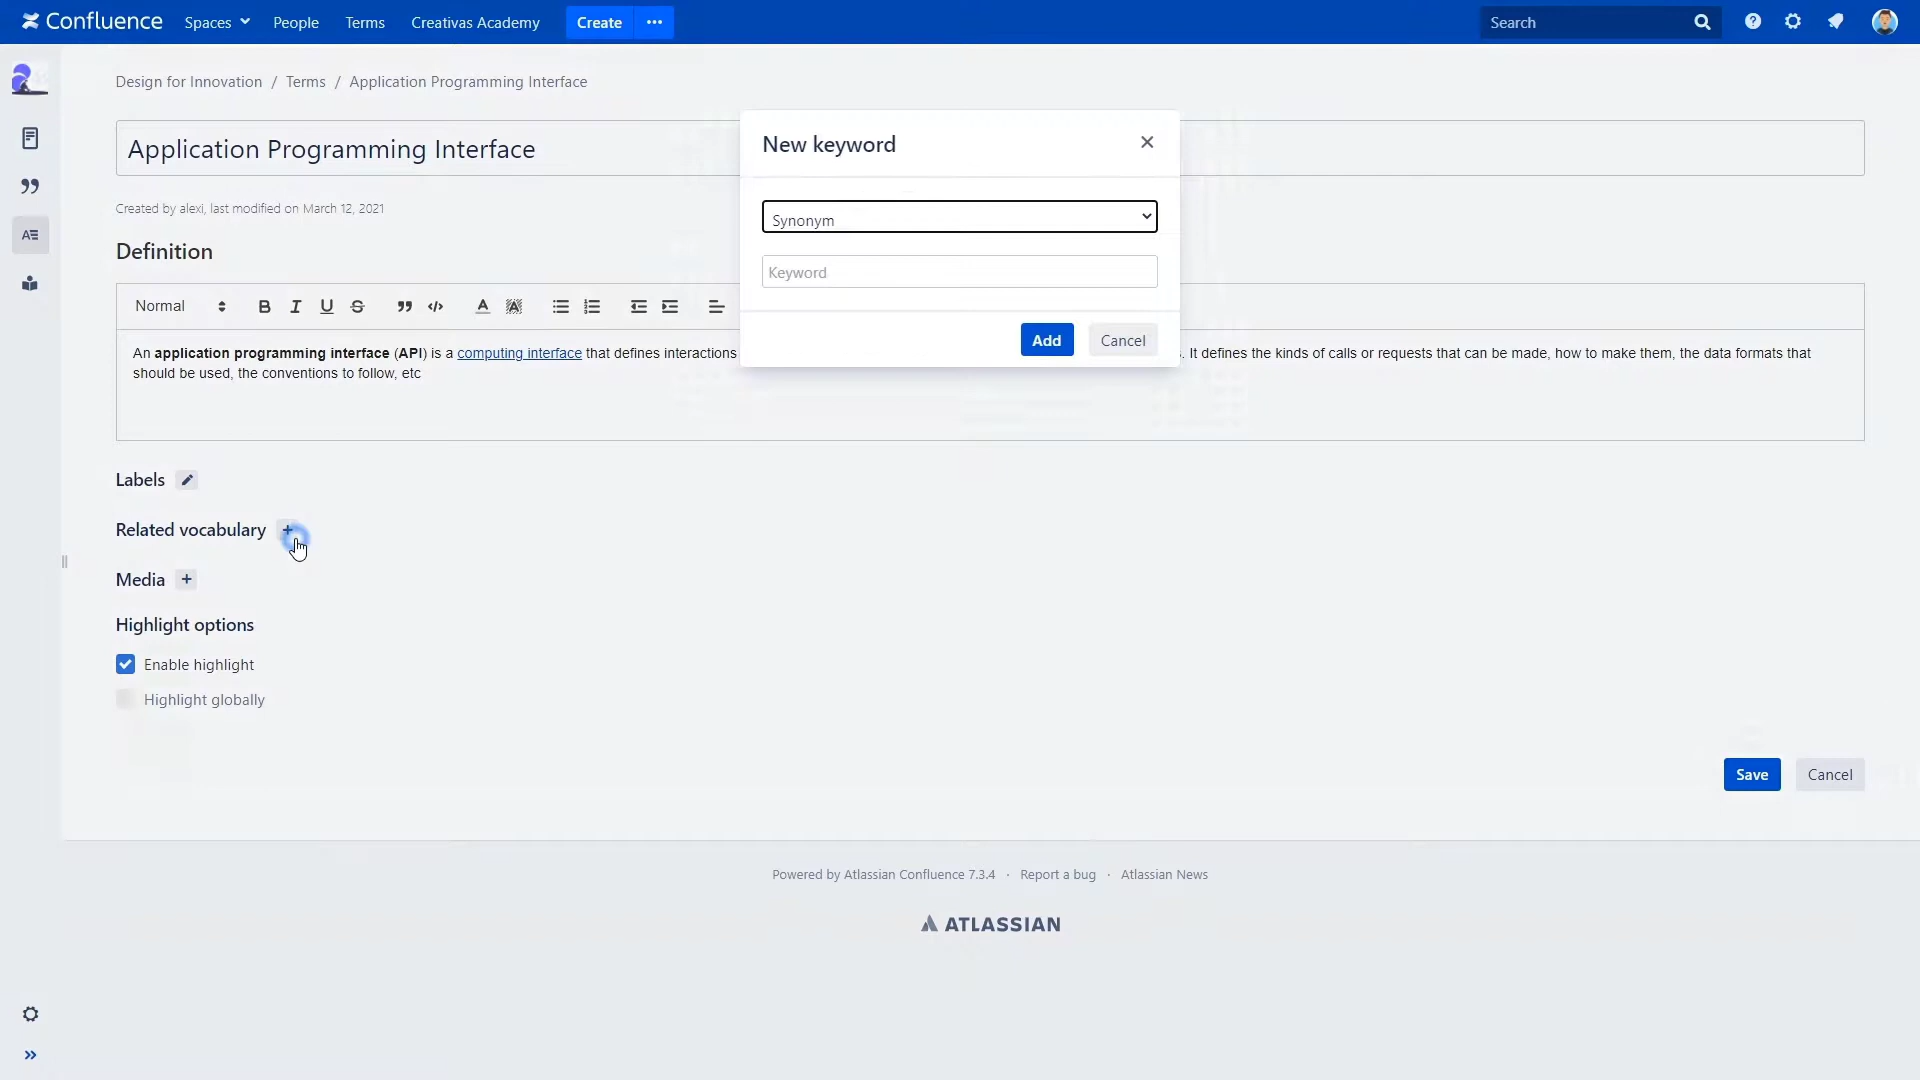 Confluence Spaces People Terms Creativas Academy Create ··· Search
Design for Innovation / Terms / Application Programming Interface
New keyword
Application Programming Interface
Synonym
Created by alexi, last modified on March 12, 2021
Definition
Keyword
Normal B I U S
Add Cancel
An application programming interface (API) is a computing interface that defines interactions . It defines the kinds of calls or requests that can be made, how to make them, the data formats that
should be used, the conventions to follow, etc
Labels
Related vocabulary +
Media +
Highlight options
Enable highlight
Highlight globally
Save Cancel
Powered by Atlassian Confluence 7.3.4 · Report a bug · Atlassian News
ATLASSIAN